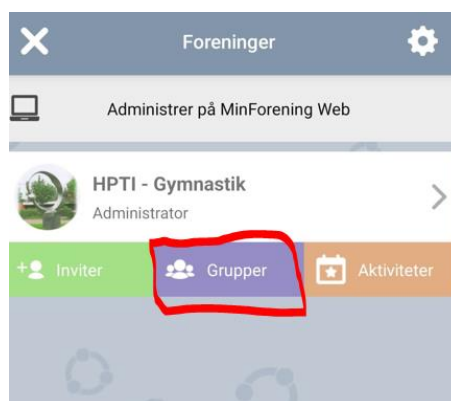 Foreninger
Administrer på MinForening Web
HPTI - Gymnastik
Administrator
Inviter
Grupper
Aktiviteter